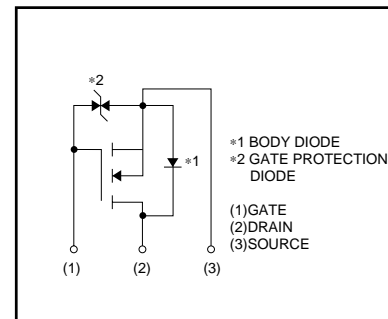 ∗2
∗1
∗1 BODY DIODE
∗2 GATE PROTECTION
DIODE
(1)GATE
(2)DRAIN
(3)SOURCE
(1) (2) (3)